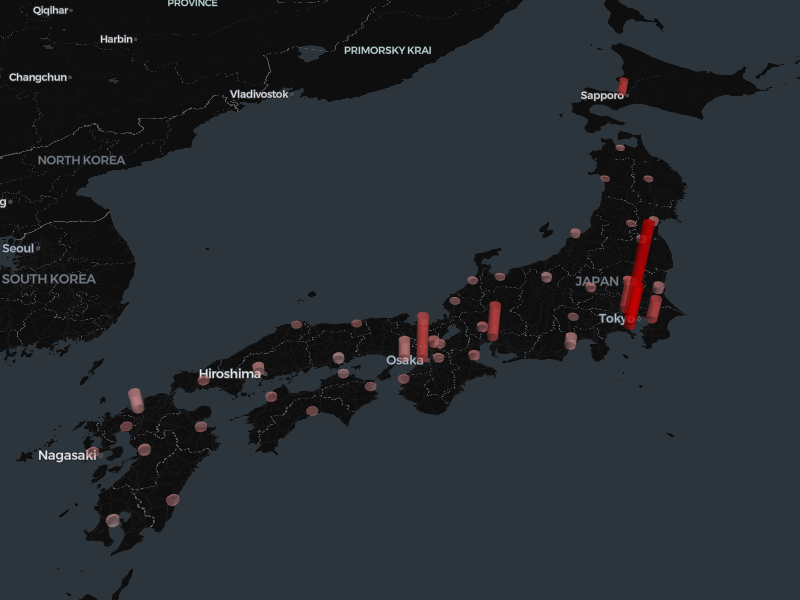 PROVINCE
Qiqihar
Harbin
PRIMORSKY KRAI
Changchun
Vladivostok
Sapporo
NORTH KOREA
g
Seoul
SOUTH KOREA
JAPAN
Tokyo
Osaka
Hiroshima
Nagasaki